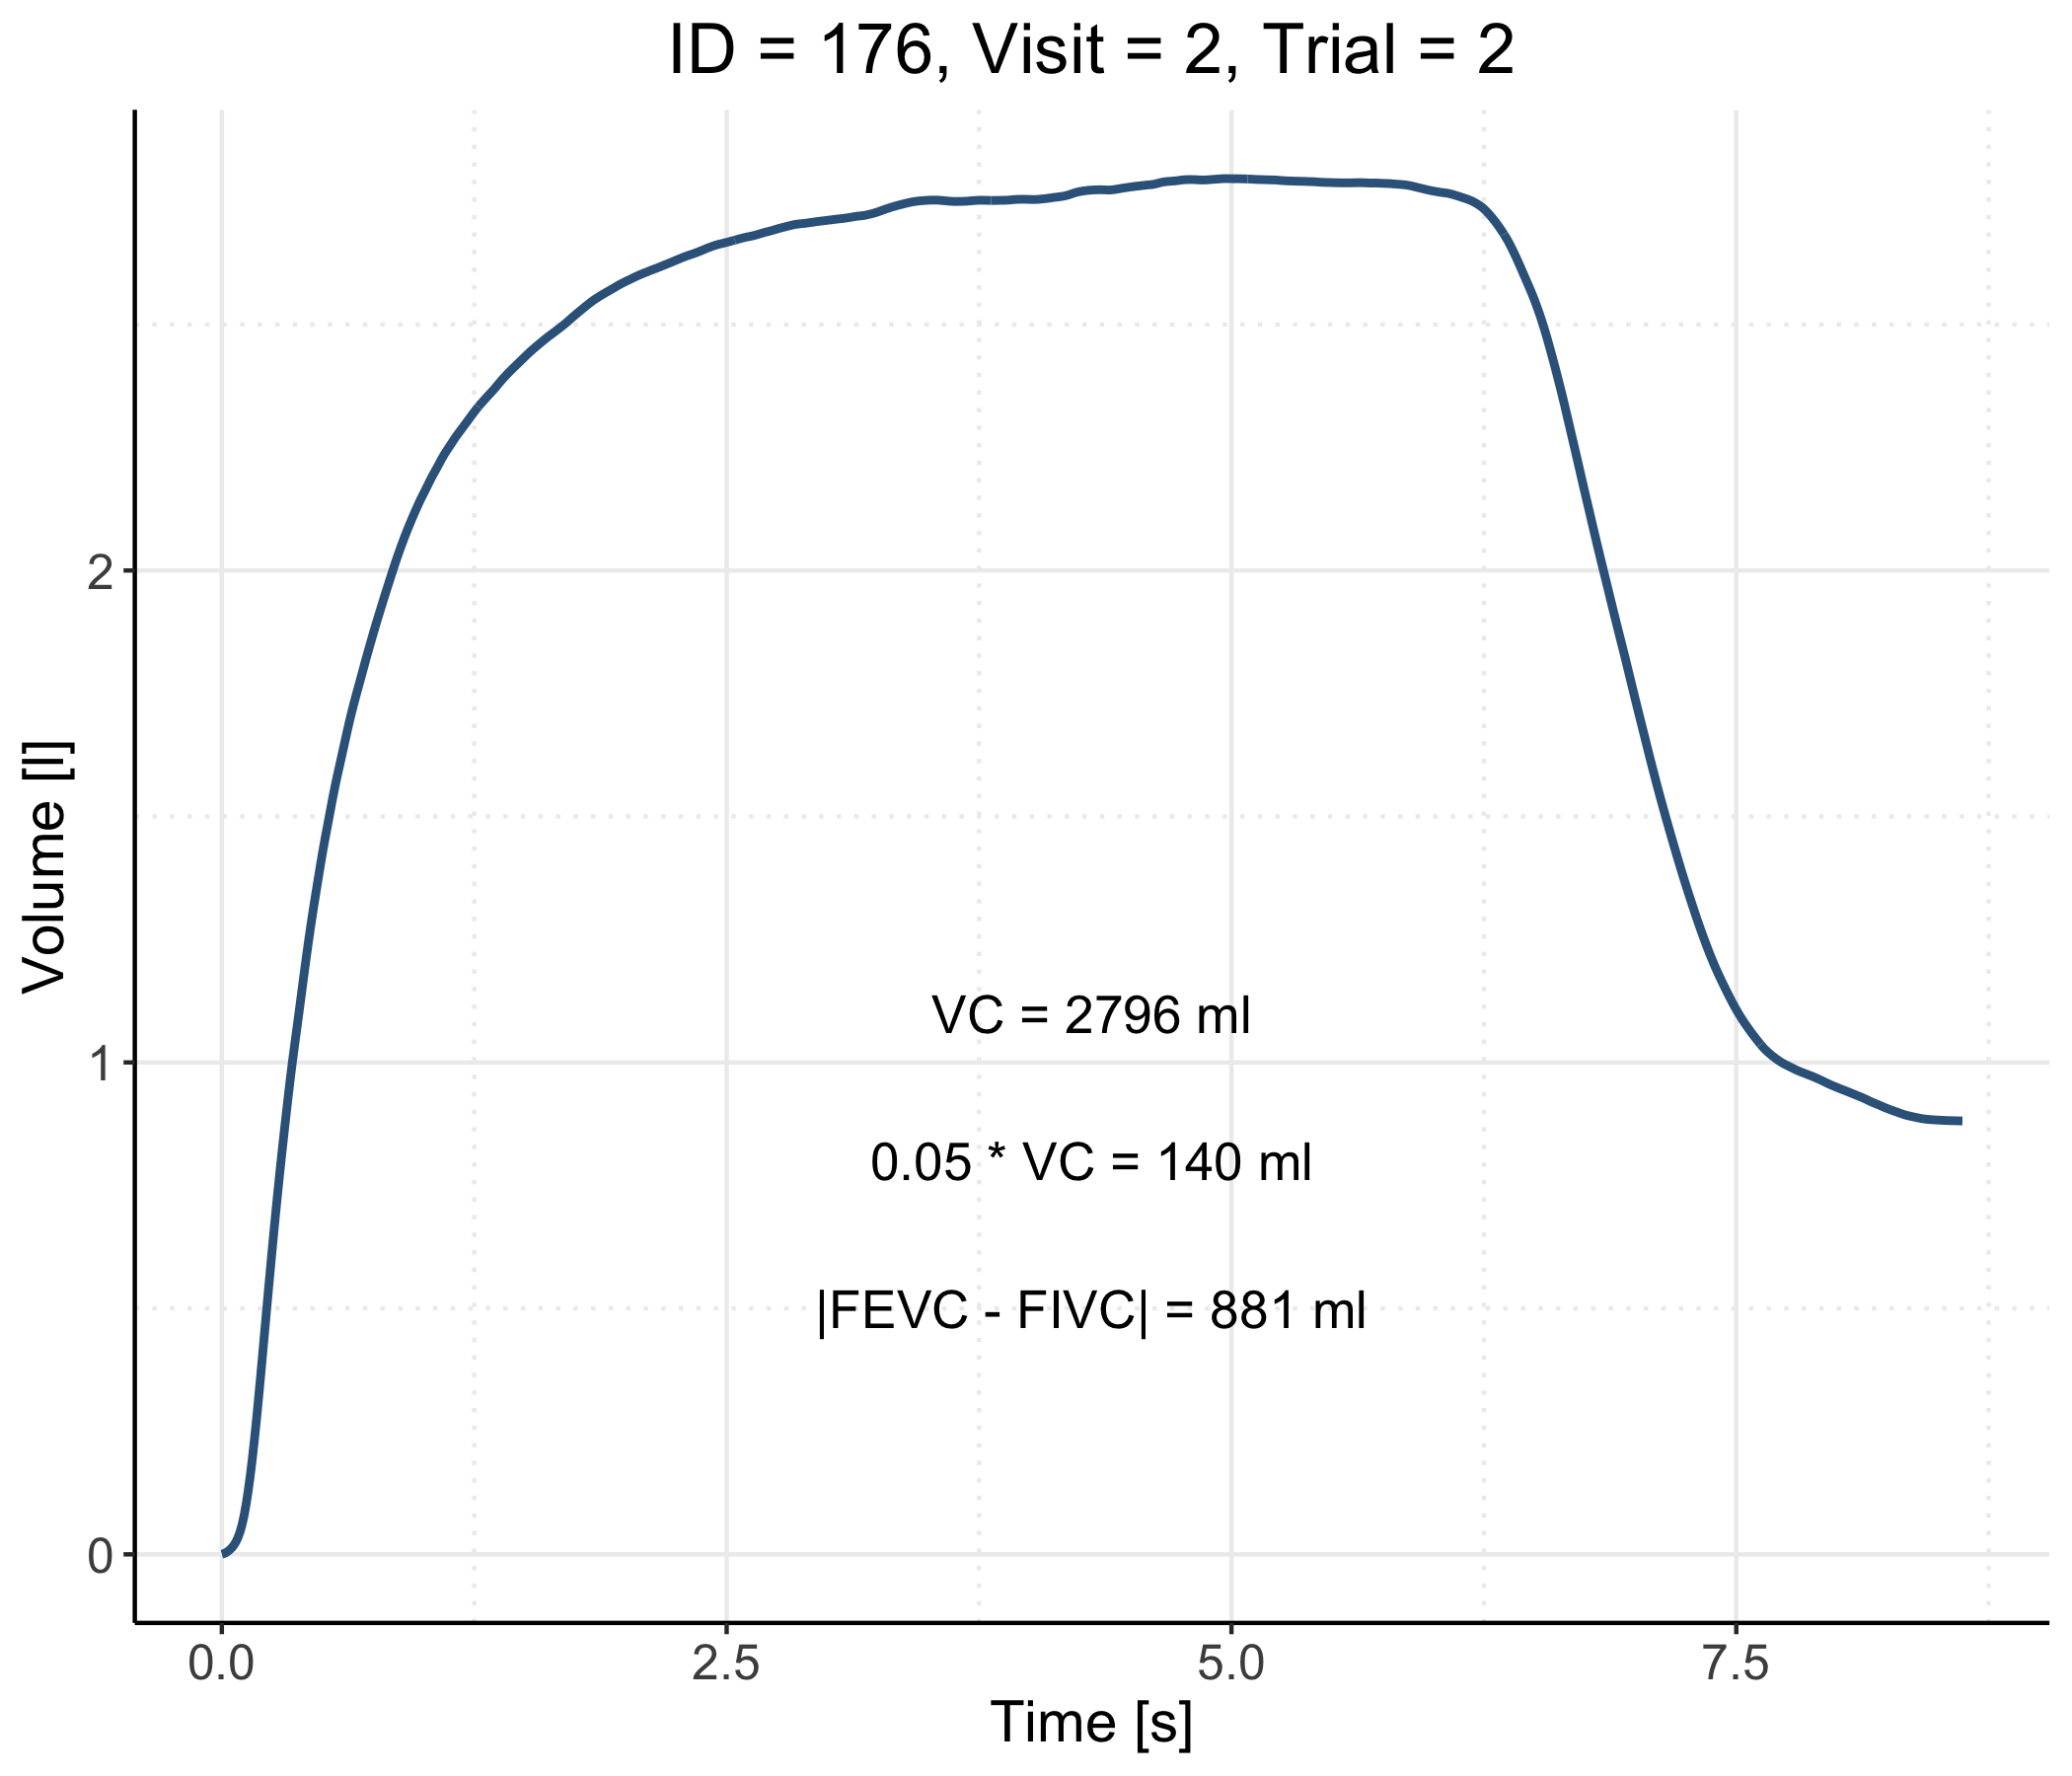 ID = 176, Visit = 2, Trial = 2
Volume [l]
2
1
0
VC = 2796 ml
0.05 * VC = 140 ml
|FEVC - FIVC| = 881 ml
0.0 2.5 5.0 7.5
Time [s]